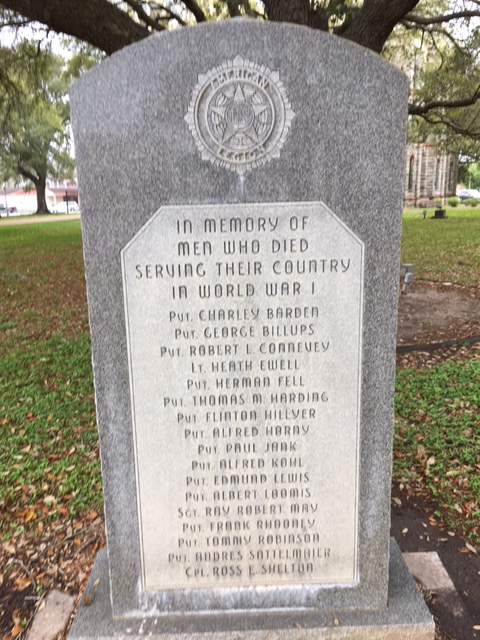 AMERICAN
LEGION
IN MEMORY OF
MEN WHO DIED
SERVING THEIR COUNTRY
IN WORLD WAR I
PVT. CHARLEY BARDEN
PVT. GEORGE BILLUPS
PVT. ROBERT L. CONNEVEY
LT. HEATH EWELL
PVT. HERMAN FELL
PVT. THOMAS M. HARDING
PVT. FLINTON HILLYER
PVT. ALFRED HORNY
PVT. PAUL JANK
PVT. ALFRED KOHL
PVT. EDMUND LEWIS
PVT. ALBERT LOOMIS
SGT. RAY ROBERT MAY
PVT. FRANK RHODNEY
PVT. TOMMY ROBINSON
PVT. ANDRES SATTELMAIER
CPL. ROSS E. SHELTON